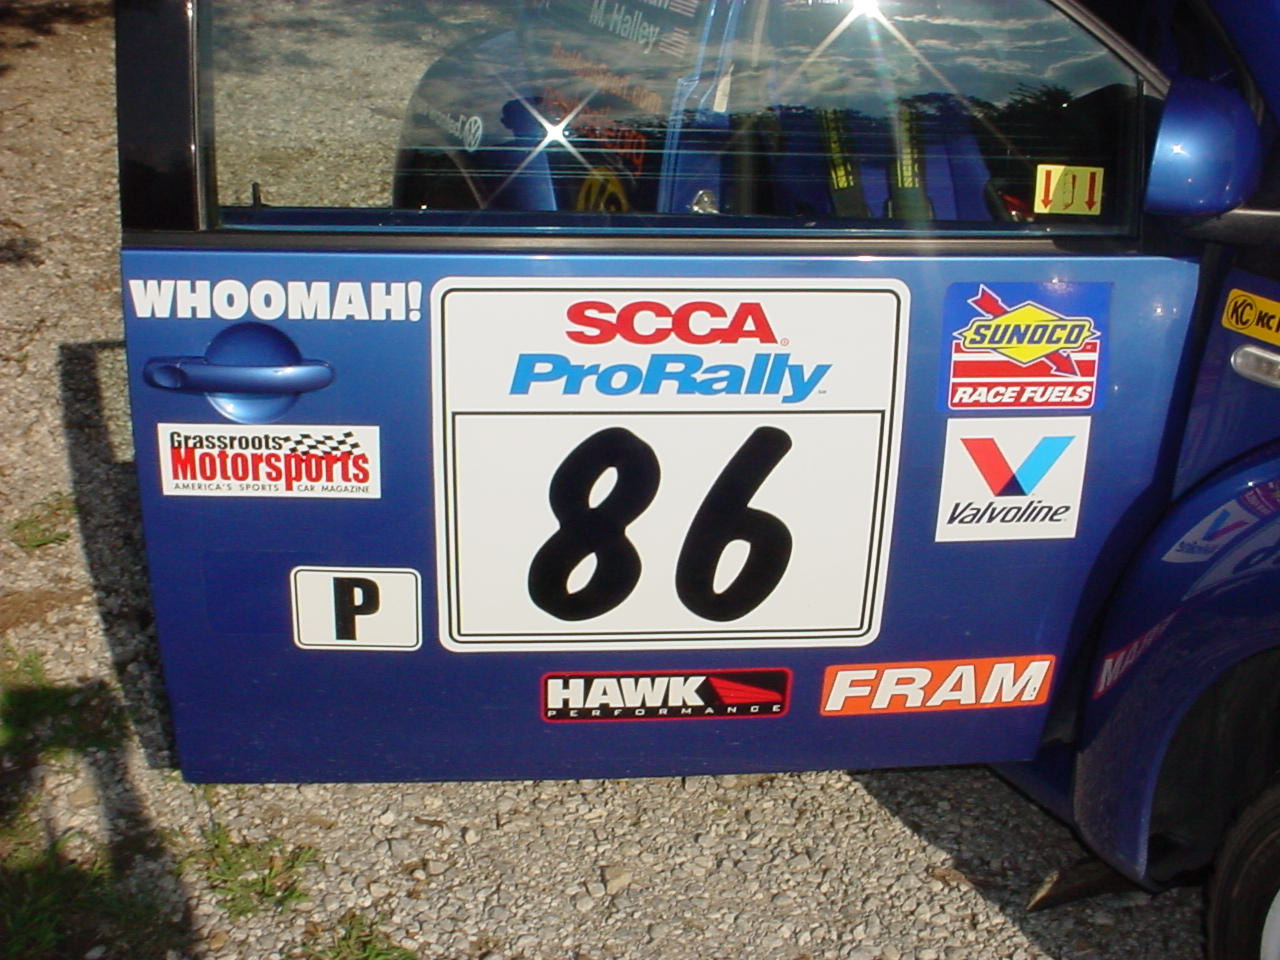 M. Halley
WHOOMAH!
SCCA
ProRally
86
SUNOCO
RACE FUELS
Valvoline
KC
Grassroots
Motorsports
AMERICA'S SPORTS CAR MAGAZINE
P
HAWK
PERFORMANCE
FRAM